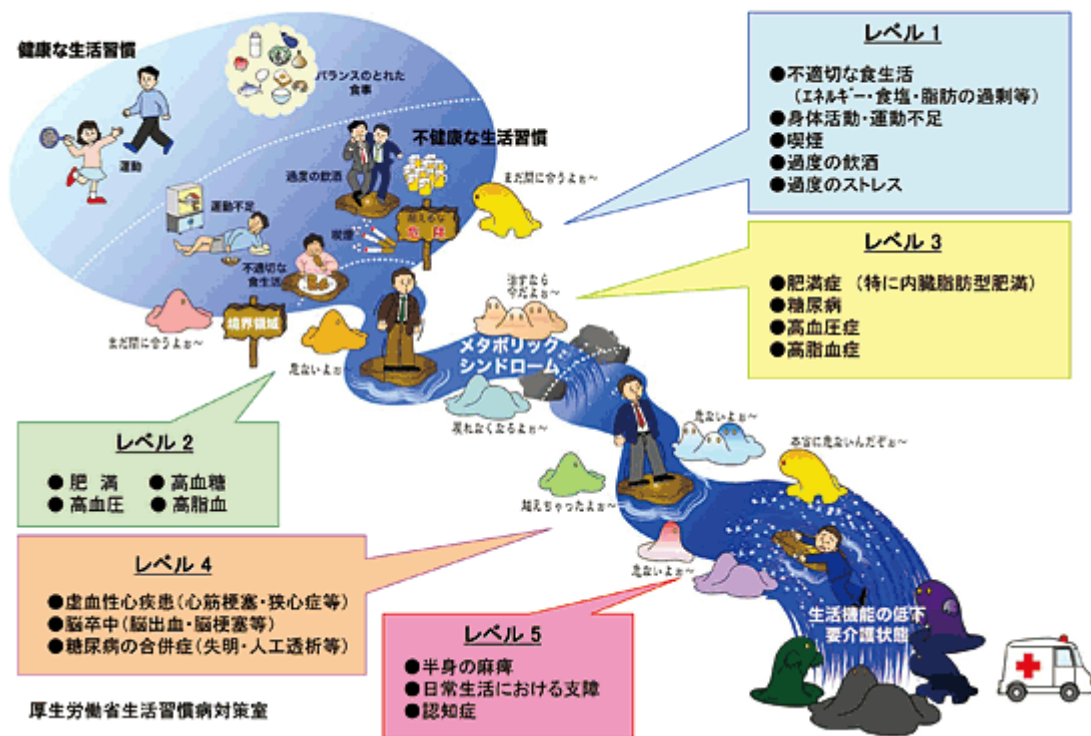 健康な生活習慣
バランスのとれた
食事
運動
不健康な生活習慣
過度の飲酒
まだ間に合うよぉ〜
運動不足
喫煙
越えるな
危険
不適切な
食生活
境界領域
まだ間に合うよぉ〜
危ないよぉ〜
治すなら
今だよぉ〜
メタボリック
シンドローム
戻れなくなるよぉ〜
危ないよぉ〜
本当に危ないんだぞぉ〜
越えちゃったよぉ〜
危ないよぉ〜
生活機能の低下
要介護状態
レベル 1
●不適切な食生活
(エネルギー・食塩・脂肪の過剰等)
●身体活動・運動不足
●喫煙
●過度の飲酒
●過度のストレス
レベル 3
●肥満症 (特に内臓脂肪型肥満)
●糖尿病
●高血圧症
●高脂血症
レベル 2
● 肥 満 ● 高血糖
● 高血圧 ● 高脂血
レベル 4
●虚血性心疾患(心筋梗塞・狭心症等)
●脳卒中(脳出血・脳梗塞等)
●糖尿病の合併症(失明・人工透析等)
レベル 5
●半身の麻痺
●日常生活における支障
●認知症
厚生労働省生活習慣病対策室